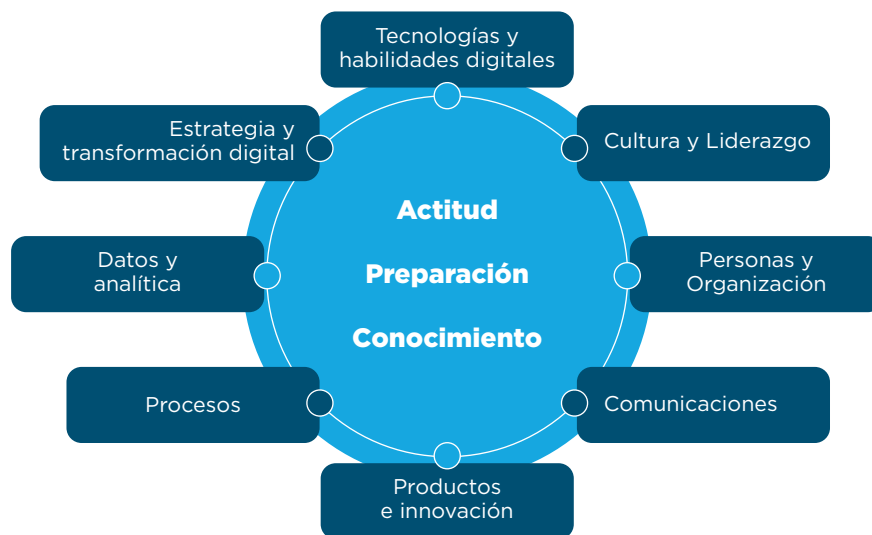 Tecnologías y
habilidades digitales
Estrategia y
transformación digital
Cultura y Liderazgo
Actitud
Datos y
analítica
Preparación
Personas y
Organización
Conocimiento
Procesos
Comunicaciones
Productos
e innovación